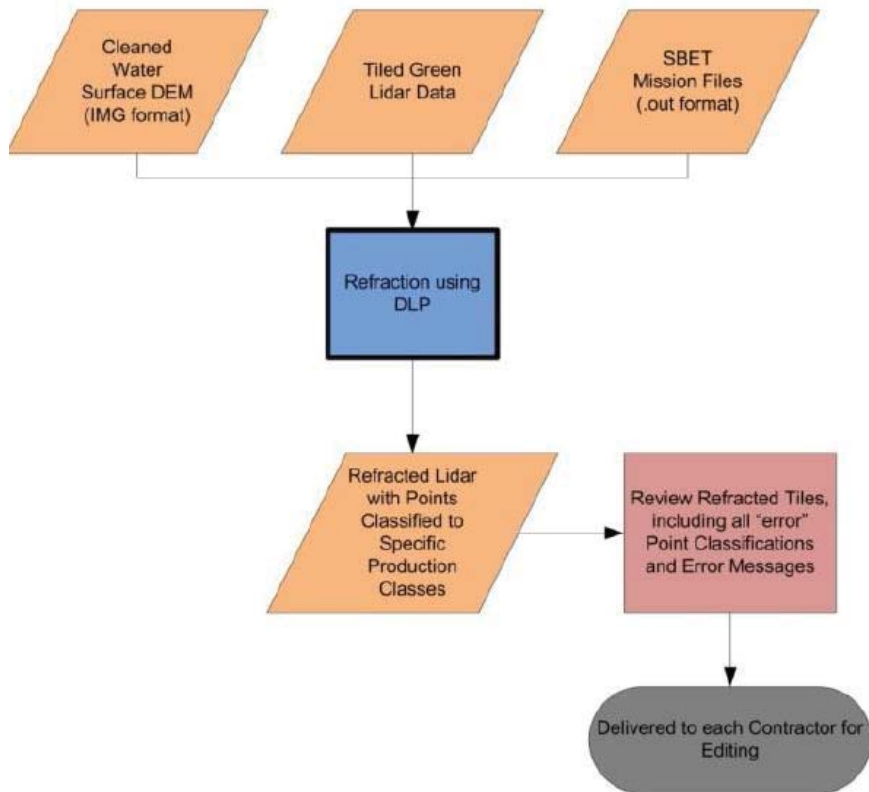 Cleaned
Water
Surface DEM
(IMG format)
Tiled Green
Lidar Data
SBET
Mission Files
(.out format)
Refraction using
DLP
Refracted Lidar
with Points
Classified to
Specific
Production
Classes
Review Refracted Tiles,
including all “error”
Point Classifications
and Error Messages
Delivered to each Contractor for
Editing